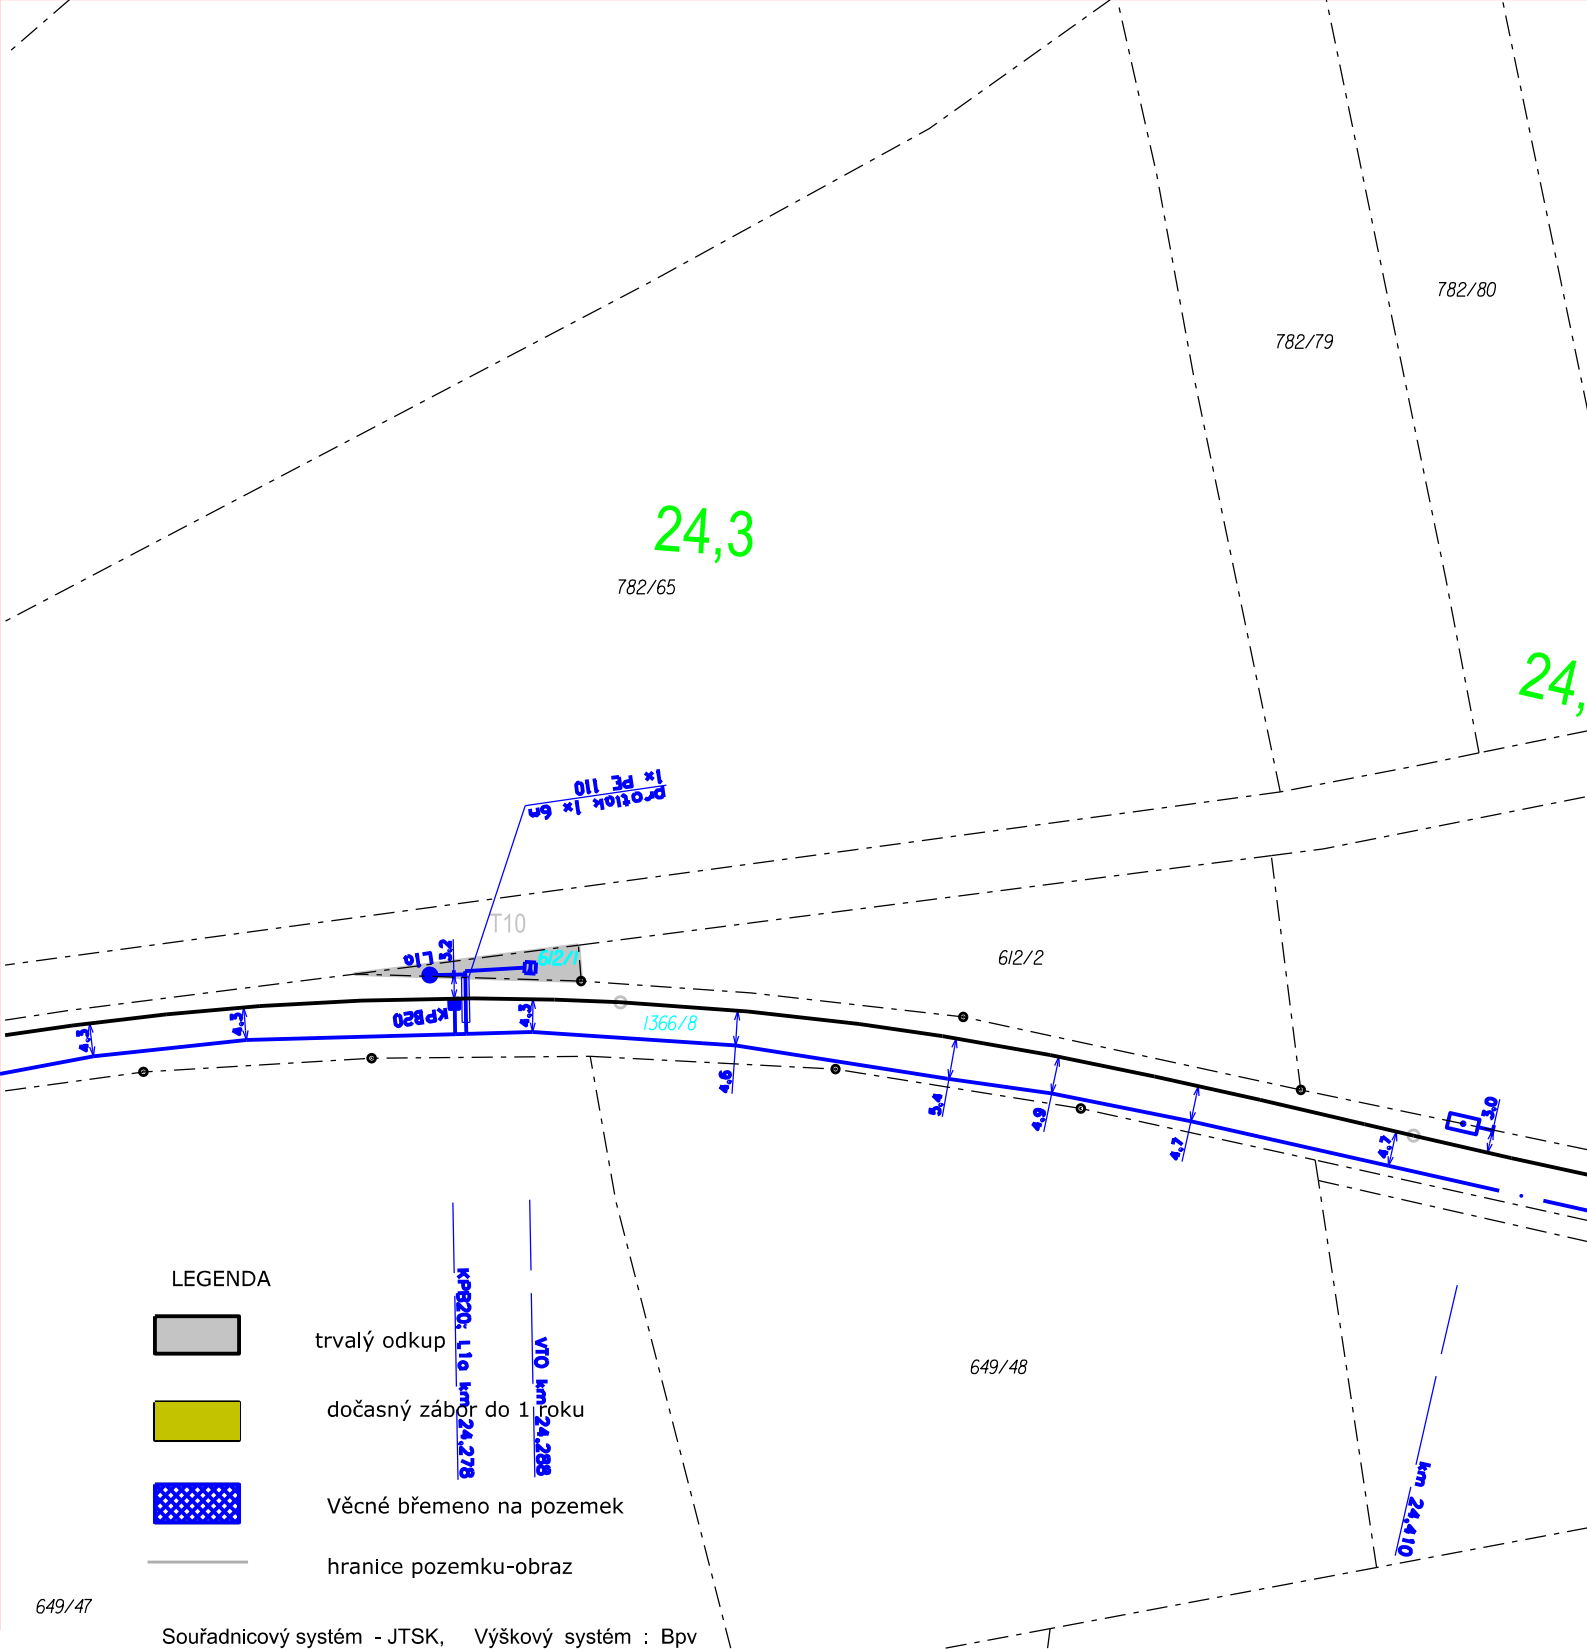 782/80
782/79
24,3
782/65
24,
1x PE 110
protlak 1x 6m
T10
L1a
3.2
612/1
612/2
KPB20
4.3
4.3
4.3
1366/8
4.6
5.4
4.9
4.7
4.7
3.0
LEGENDA
trvalý odkup
dočasný zábor do 1 roku
Věcné břemeno na pozemek
hranice pozemku-obraz
KPB20; L1a km 24,278
VTO km 24,288
649/48
km 24,410
649/47
Souřadnicový systém - JTSK, Výškový systém : Bpv